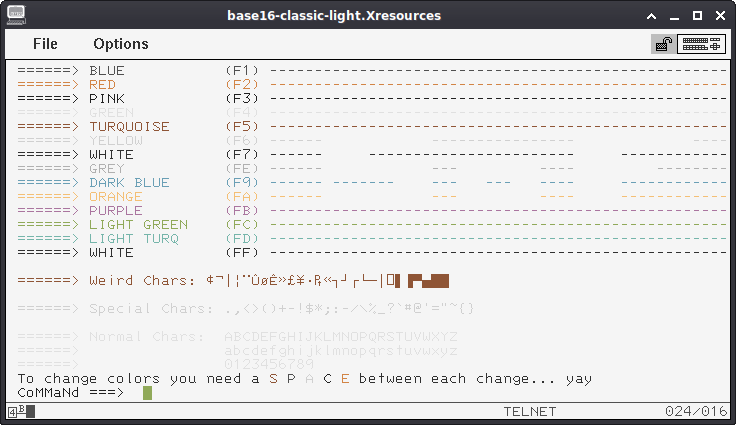 base16-classic-light.Xresources
File Options
======> BLUE (F1) -----------------------------------------------------
======> RED (F2) -----------------------------------------------------
======> PINK (F3) -----------------------------------------------------
======> GREEN (F4) -----------------------------------------------------
======> TURQUOISE (F5) -----------------------------------------------------
======> YELLOW (F6) ------ --- ------------ ------------
======> WHITE (F7) ------ ------------------------ ------------
======> GREY (FE) ------ --- ------------ ------------
======> DARK BLUE (F9) ------ ------- --- --- --- ------------
======> ORANGE (FA) ------ --- --- --- ------------
======> PURPLE (FB) -----------------------------------------------------
======> LIGHT GREEN (FC) -----------------------------------------------------
======> LIGHT TURQ (FD) -----------------------------------------------------
======> WHITE (FF) -----------------------------------------------------
======> Weird Chars: ¢¬|¦¨ÛøÊ»£¥·₧«┐┘┌└─│
======> Special Chars: .,<>()+-!$*;:-/\%_?`#@'="~{}
======> Normal Chars: ABCDEFGHIJKLMNOPQRSTUVWXYZ
======> abcdefghijklmnopqrstuvwxyz
======> 0123456789
To change colors you need a S P A C E between each change... yay
CoMMaNd ===>
4B TELNET 024/016